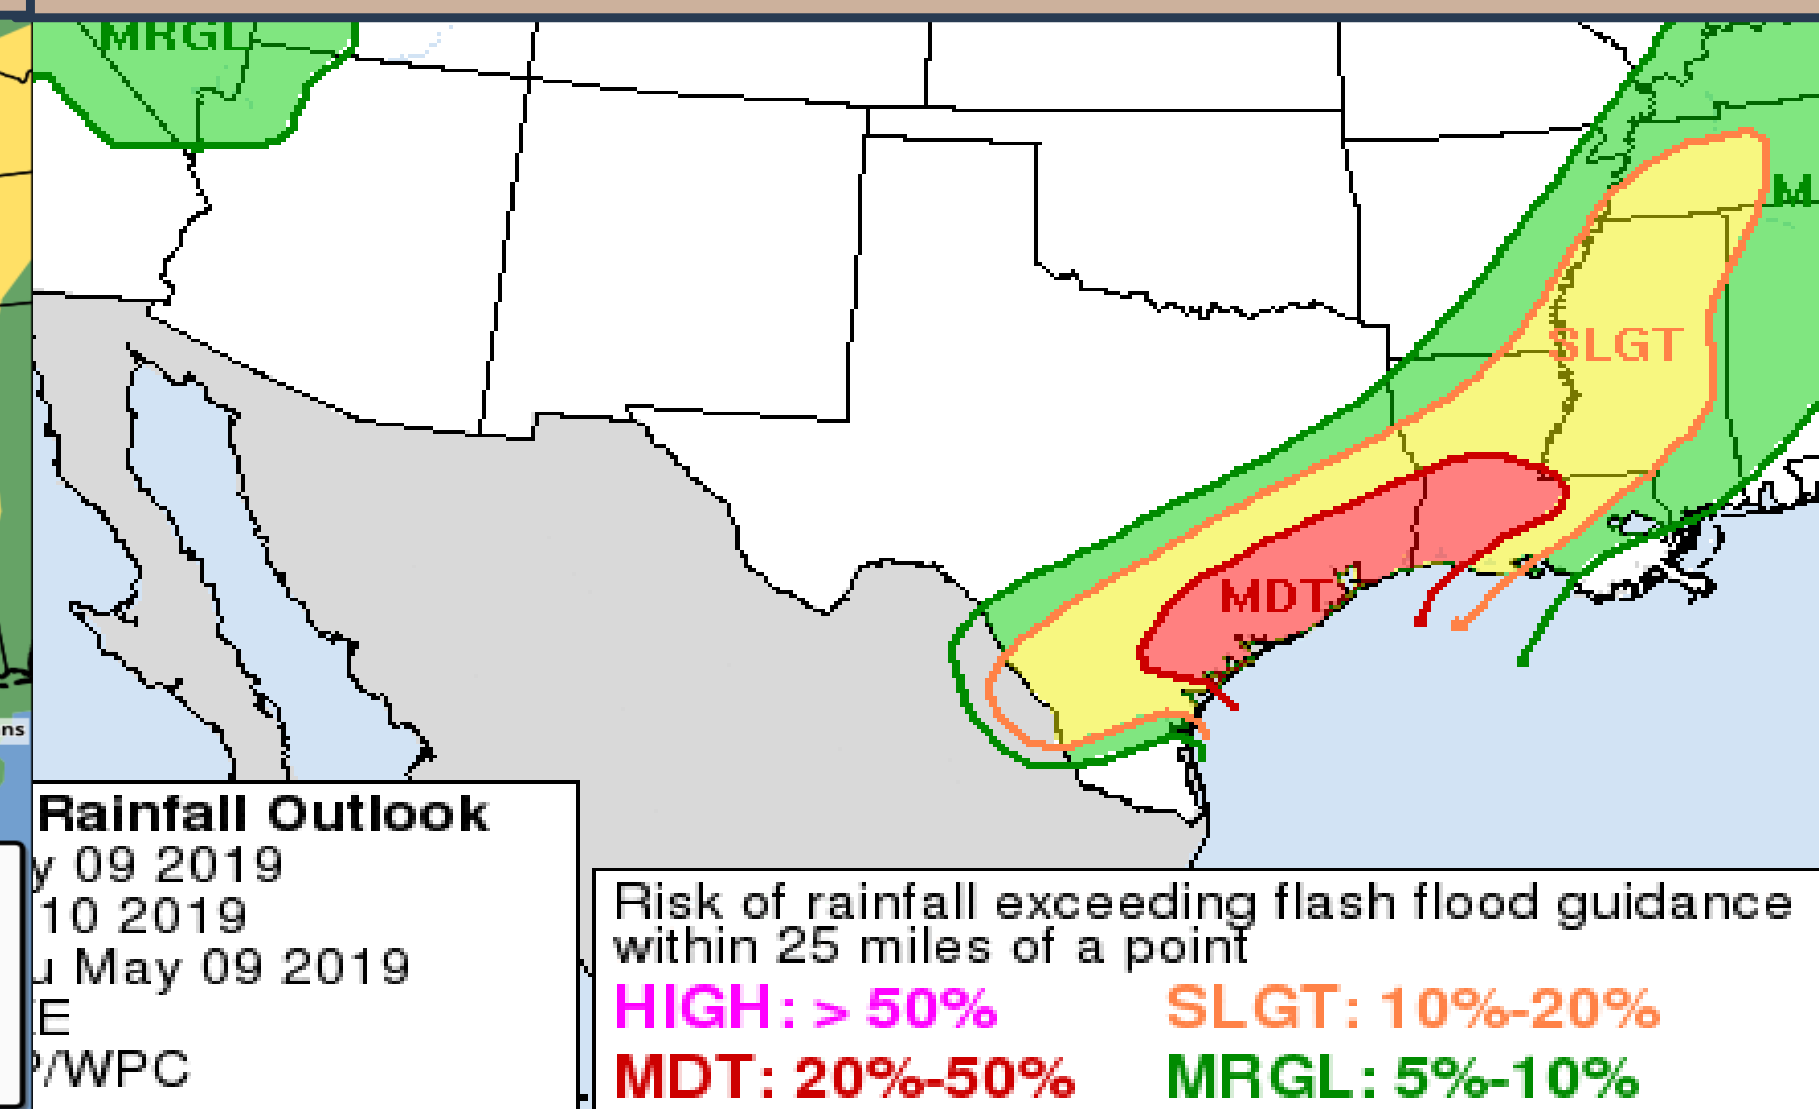 MRGL
M
SLGT
MDT
ns
Rainfall Outlook
y 09 2019
10 2019
u May 09 2019
E
P/WPC
Risk of rainfall exceeding flash flood guidance
within 25 miles of a point
HIGH: > 50% SLGT: 10%-20%
MDT: 20%-50% MRGL: 5%-10%